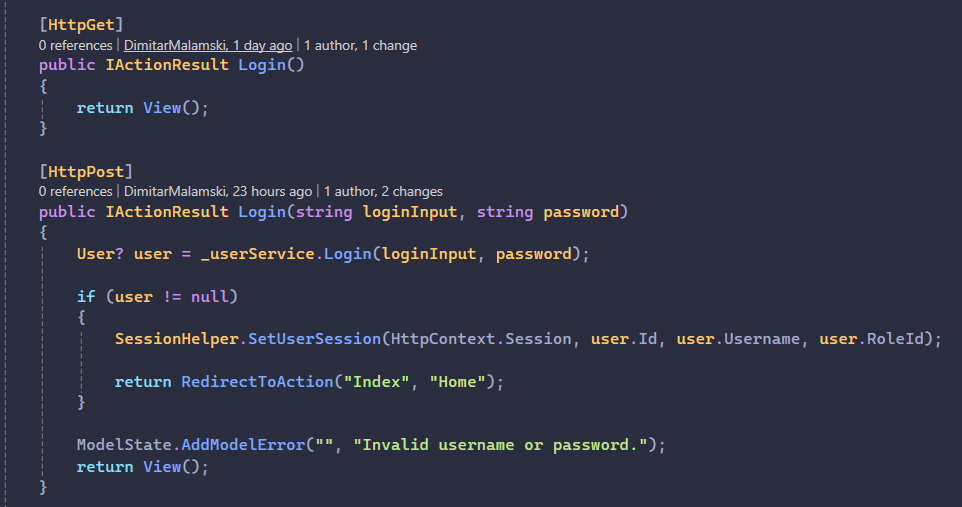 [HttpGet]
0 references | DimitarMalamski, 1 day ago | 1 author, 1 change
public IActionResult Login()
{
    return View();
}
[HttpPost]
0 references | DimitarMalamski, 23 hours ago | 1 author, 2 changes
public IActionResult Login(string loginInput, string password)
{
    User? user = _userService.Login(loginInput, password);
    if (user != null)
    {
        SessionHelper.SetUserSession(HttpContext.Session, user.Id, user.Username, user.RoleId);
        return RedirectToAction("Index", "Home");
    }
    ModelState.AddModelError("", "Invalid username or password.");
    return View();
}